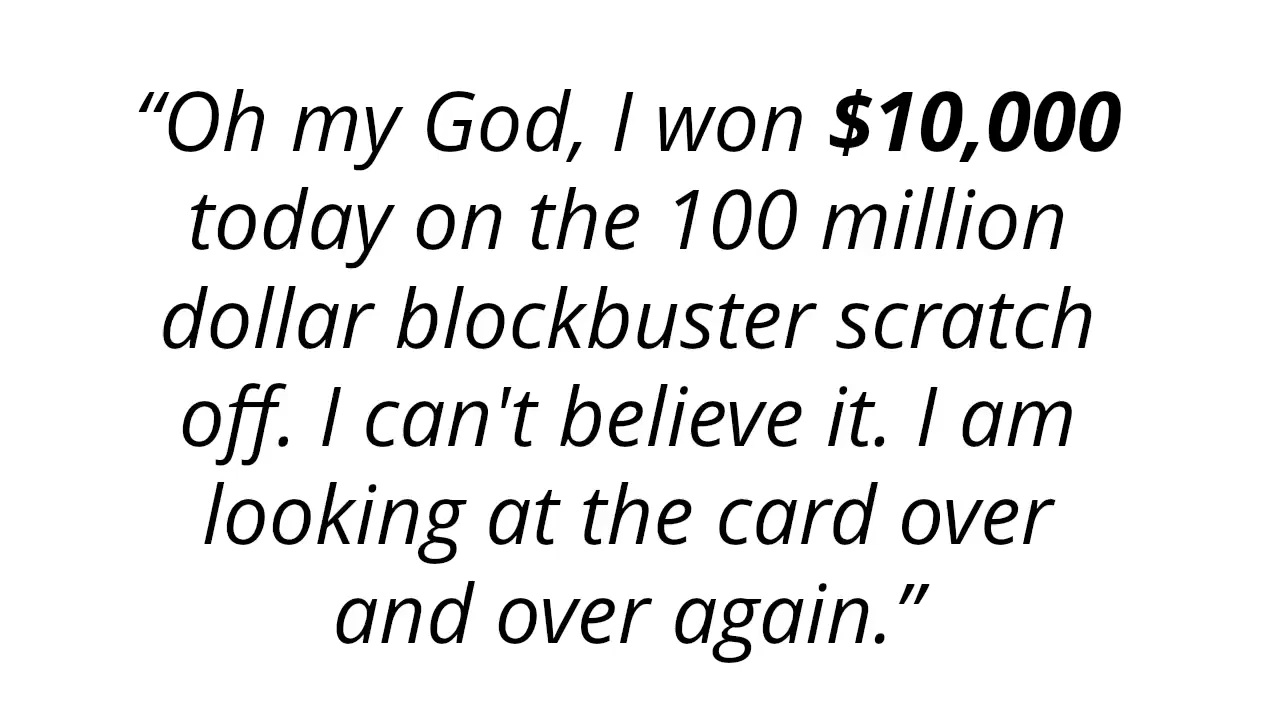 “Oh my God, I won $10,000
today on the 100 million
dollar blockbuster scratch
off. I can't believe it. I am
looking at the card over
and over again.”